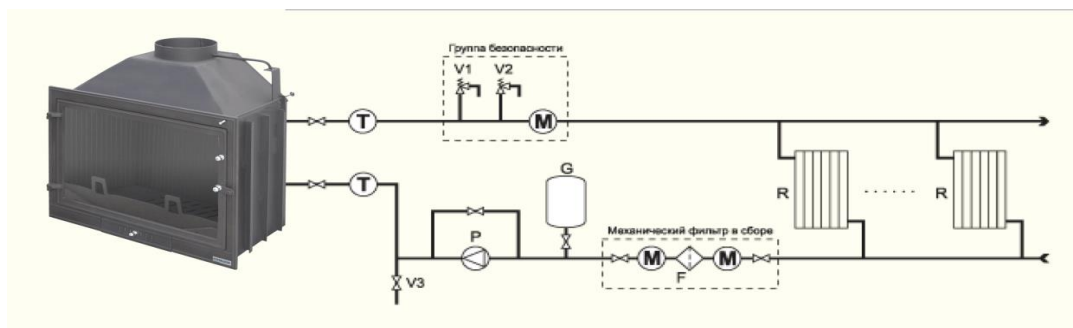 Группа безопасности
V1 V2
T
M
T
G
R
R
P
Механический фильтр в сборе
M
M
F
V3